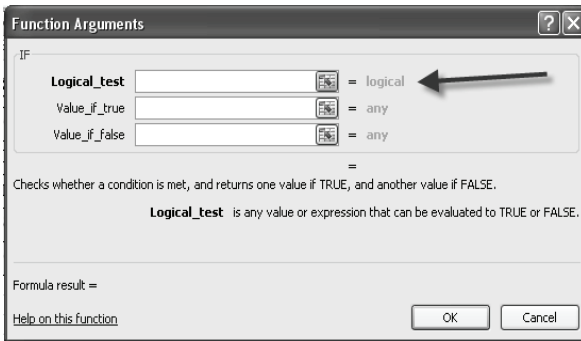 Function Arguments
IF
Logical_test = logical
Value_if_true = any
Value_if_false = any
=
Checks whether a condition is met, and returns one value if TRUE, and another value if FALSE.
Logical_test is any value or expression that can be evaluated to TRUE or FALSE.
Formula result =
Help on this function OK Cancel